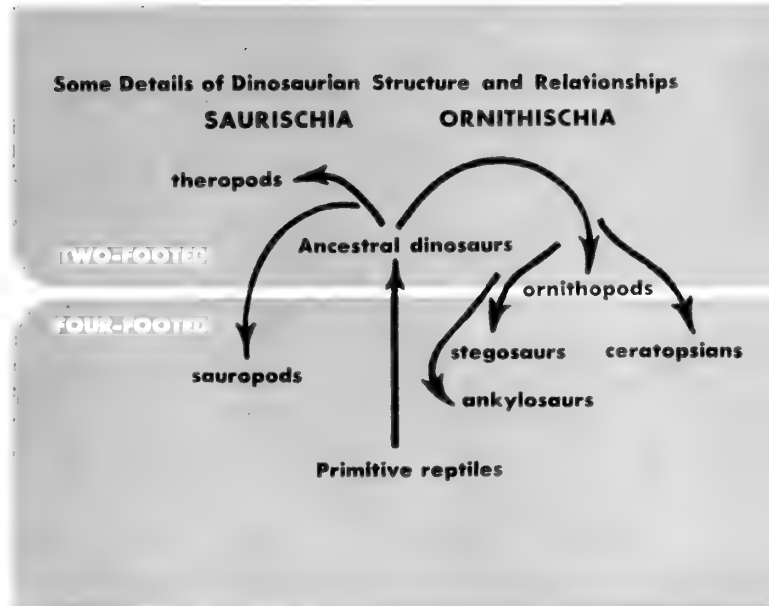 Some Details of Dinosaurian Structure and Relationships
SAURISCHIA ORNITHISCHIA
theropods
Ancestral dinosaurs
TWO-FOOTED
ornithopods
FOUR-FOOTED
stegosaurs ceratopsians
sauropods
ankylosaurs
Primitive reptiles